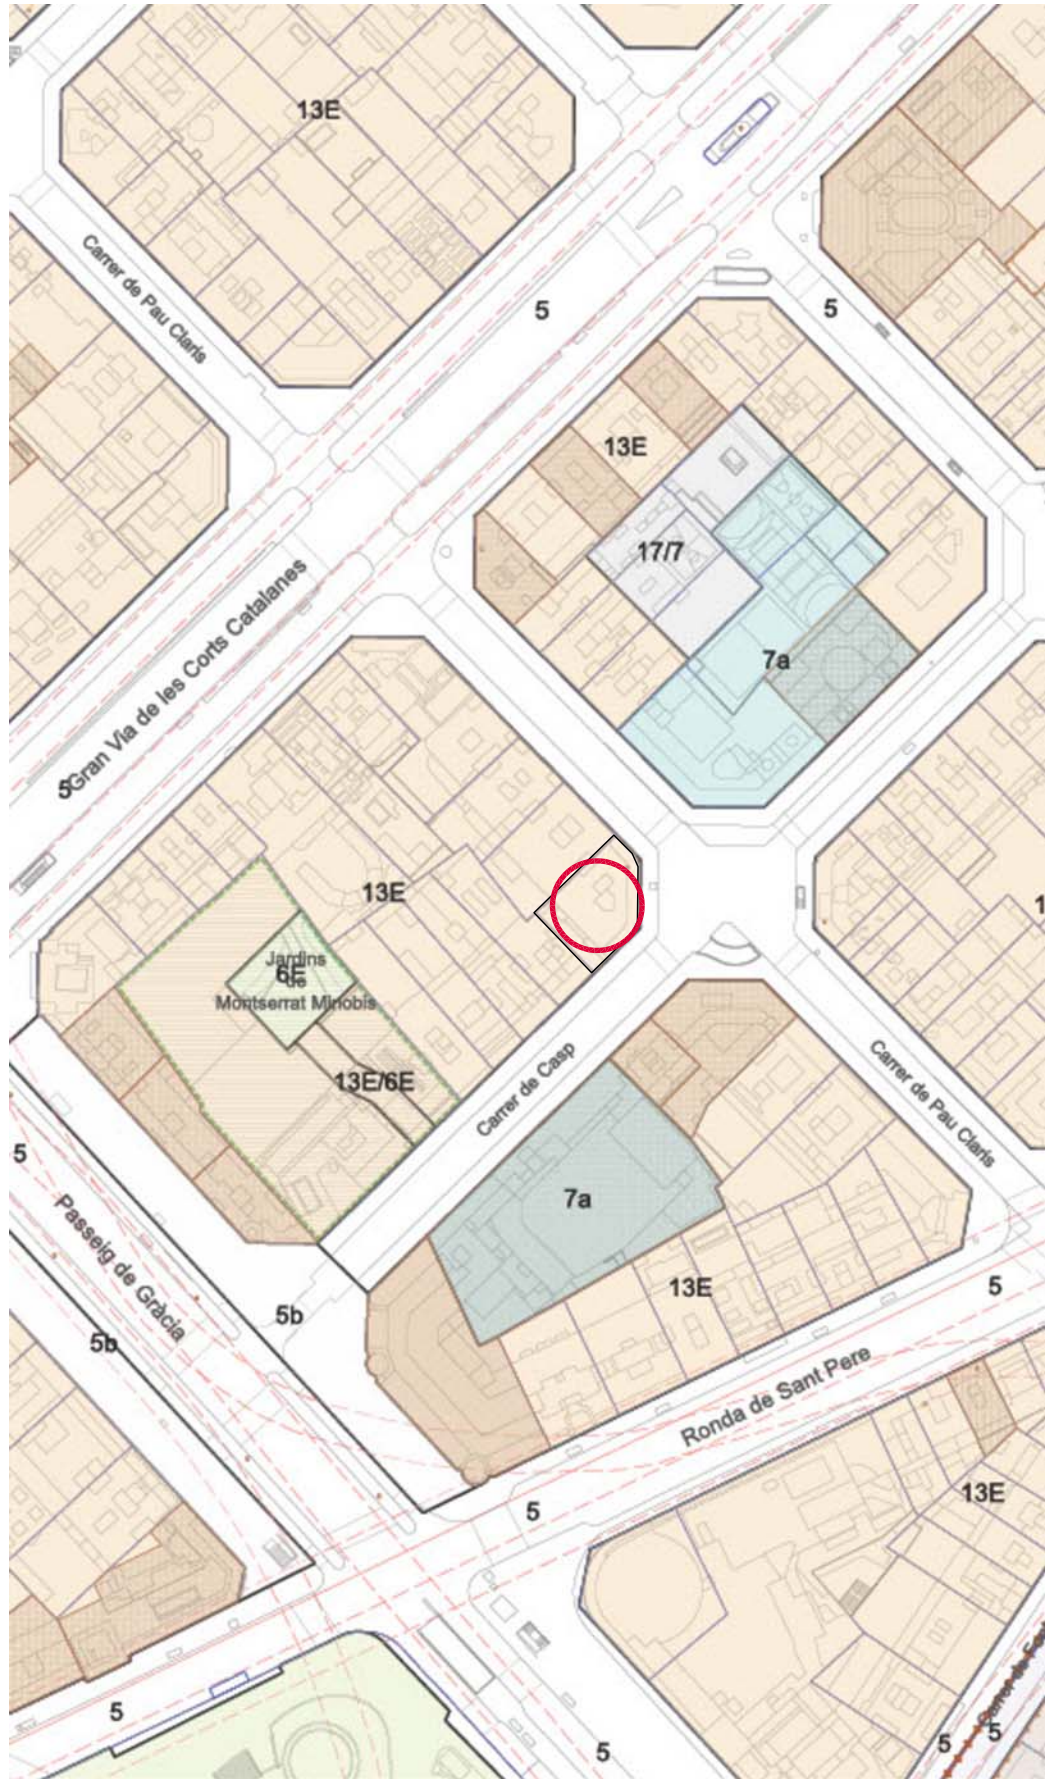 13E
Carrer de Pau Claris
5
5
13E
17/7
7a
Gran Via de les Corts Catalanes
5
13E
Jardins
de
6E
Montserrat Minobis
13E/6E
Carrer de Casp
Carrer de Pau Claris
1
5
Passeig de Gràcia
7a
13E
5
5b
5b
Ronda de Sant Pere
13E
5
5
5
5
5